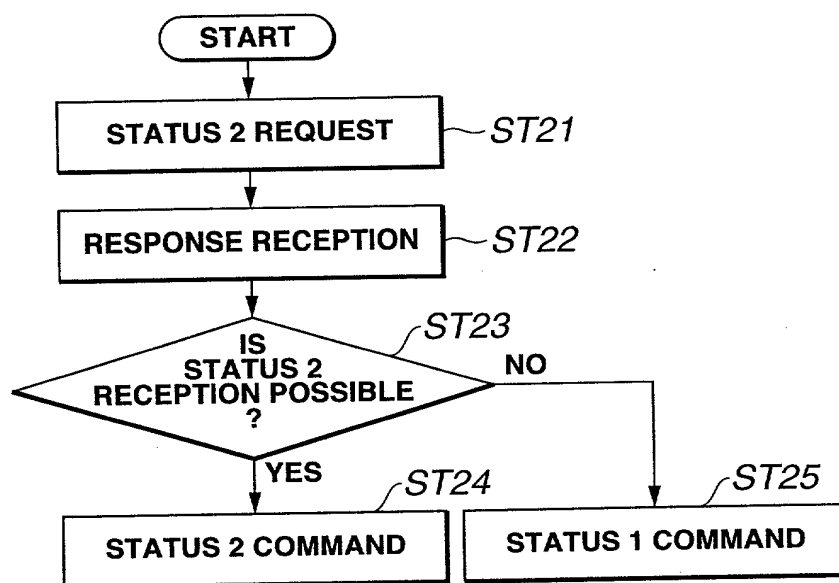 START
STATUS 2 REQUEST
ST21
RESPONSE RECEPTION
ST22
ST23
IS
STATUS 2
RECEPTION POSSIBLE
?
NO
YES
ST24
STATUS 2 COMMAND
ST25
STATUS 1 COMMAND